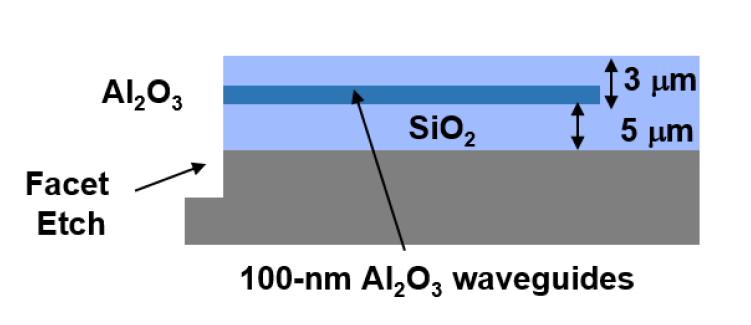 Al₂O₃
3 μm
SiO₂
5 μm
Facet
Etch
100-nm Al₂O₃ waveguides